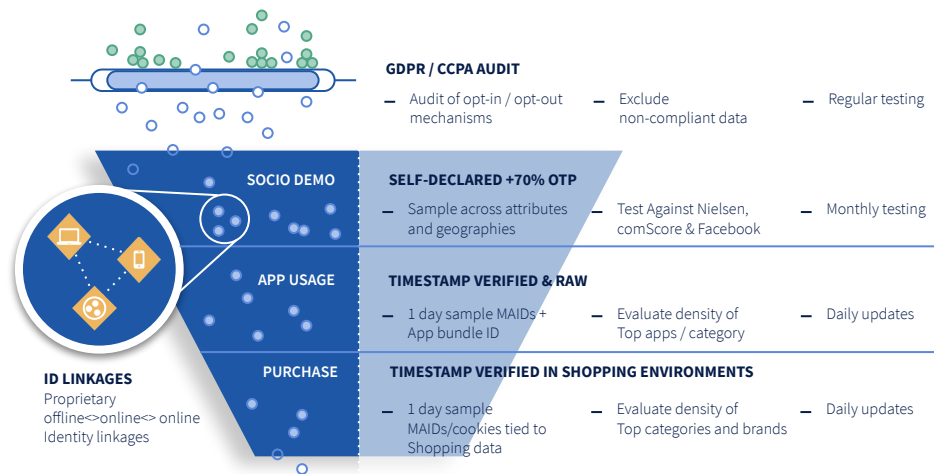 GDPR / CCPA AUDIT
– Audit of opt-in / opt-out
mechanisms
– Exclude
non-compliant data
– Regular testing
SOCIO DEMO
SELF-DECLARED +70% OTP
– Sample across attributes
and geographies
– Test Against Nielsen,
comScore & Facebook
– Monthly testing
APP USAGE
TIMESTAMP VERIFIED & RAW
– 1 day sample MAIDs +
App bundle ID
– Evaluate density of
Top apps / category
– Daily updates
PURCHASE
TIMESTAMP VERIFIED IN SHOPPING ENVIRONMENTS
– 1 day sample
MAIDs/cookies tied to
Shopping data
– Evaluate density of
Top categories and brands
– Daily updates
ID LINKAGES
Proprietary
offline<>online<> online
Identity linkages